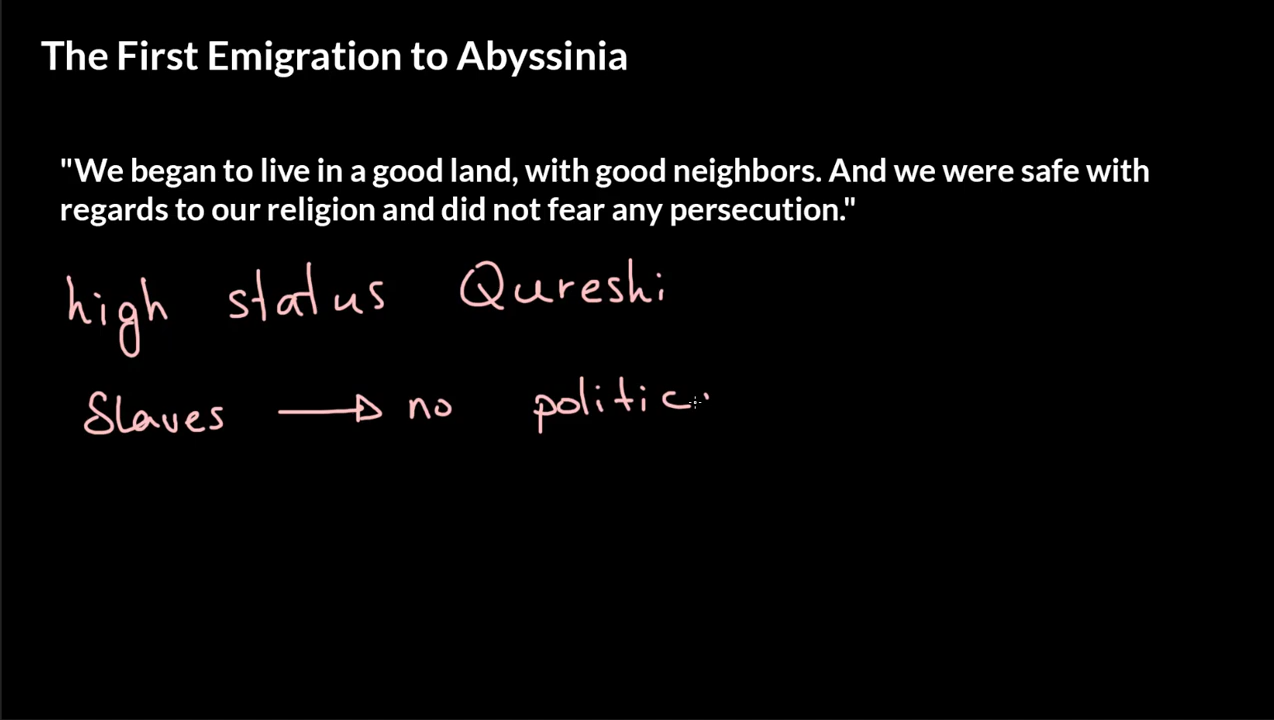 The First Emigration to Abyssinia
"We began to live in a good land, with good neighbors. And we were safe with
regards to our religion and did not fear any persecution."
high status Qureshi
Slaves → no politic